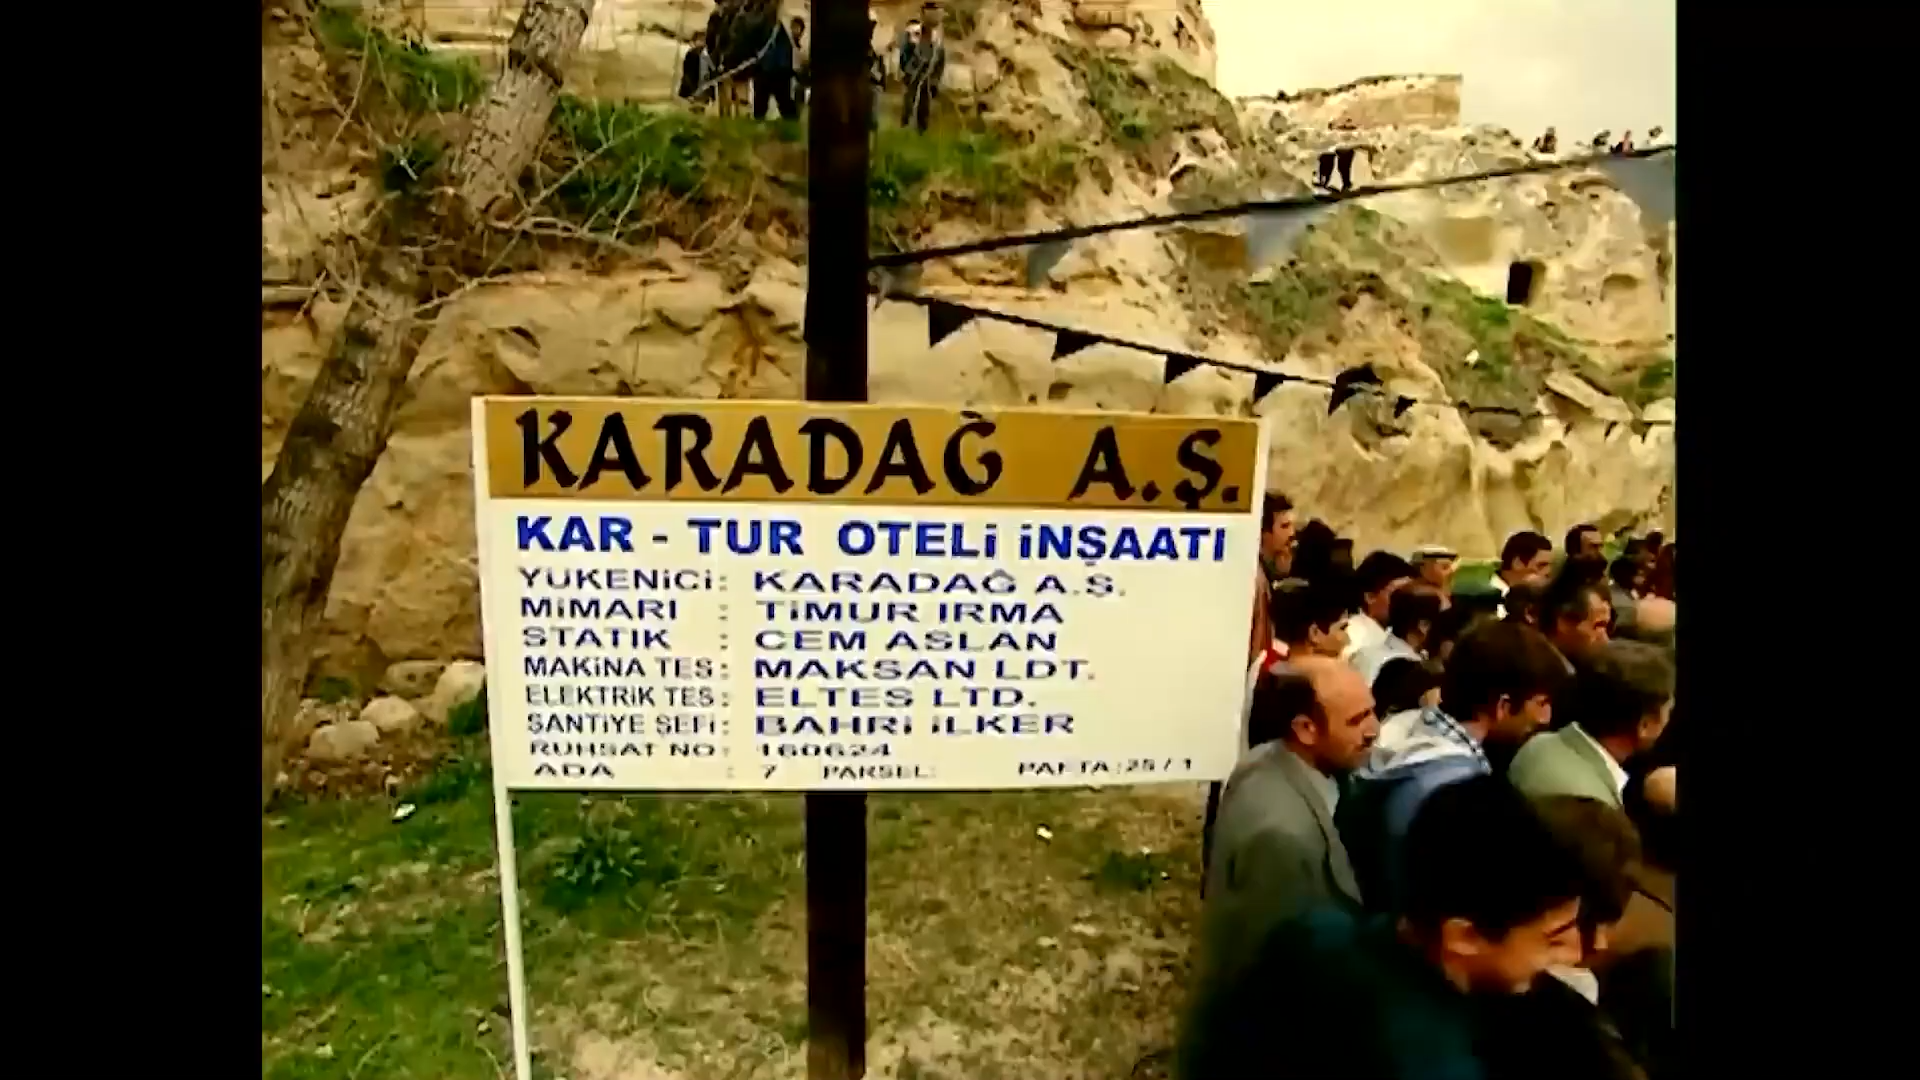 KARADAĞ A.Ş.
KAR - TUR OTELİ İNŞAATI
YÜKENİCİ: KARADAĞ A.Ş.
MİMARI : TİMUR IRMA
STATİK : CEM ASLAN
MAKİNA TES: MAKSAN LDT.
ELEKTRİK TES: ELTES LTD.
ŞANTİYE ŞEFİ: BAHRİ İLKER
RUHSAT NO: 160624
ADA : 7 PARSEL: PAFTA:25/1